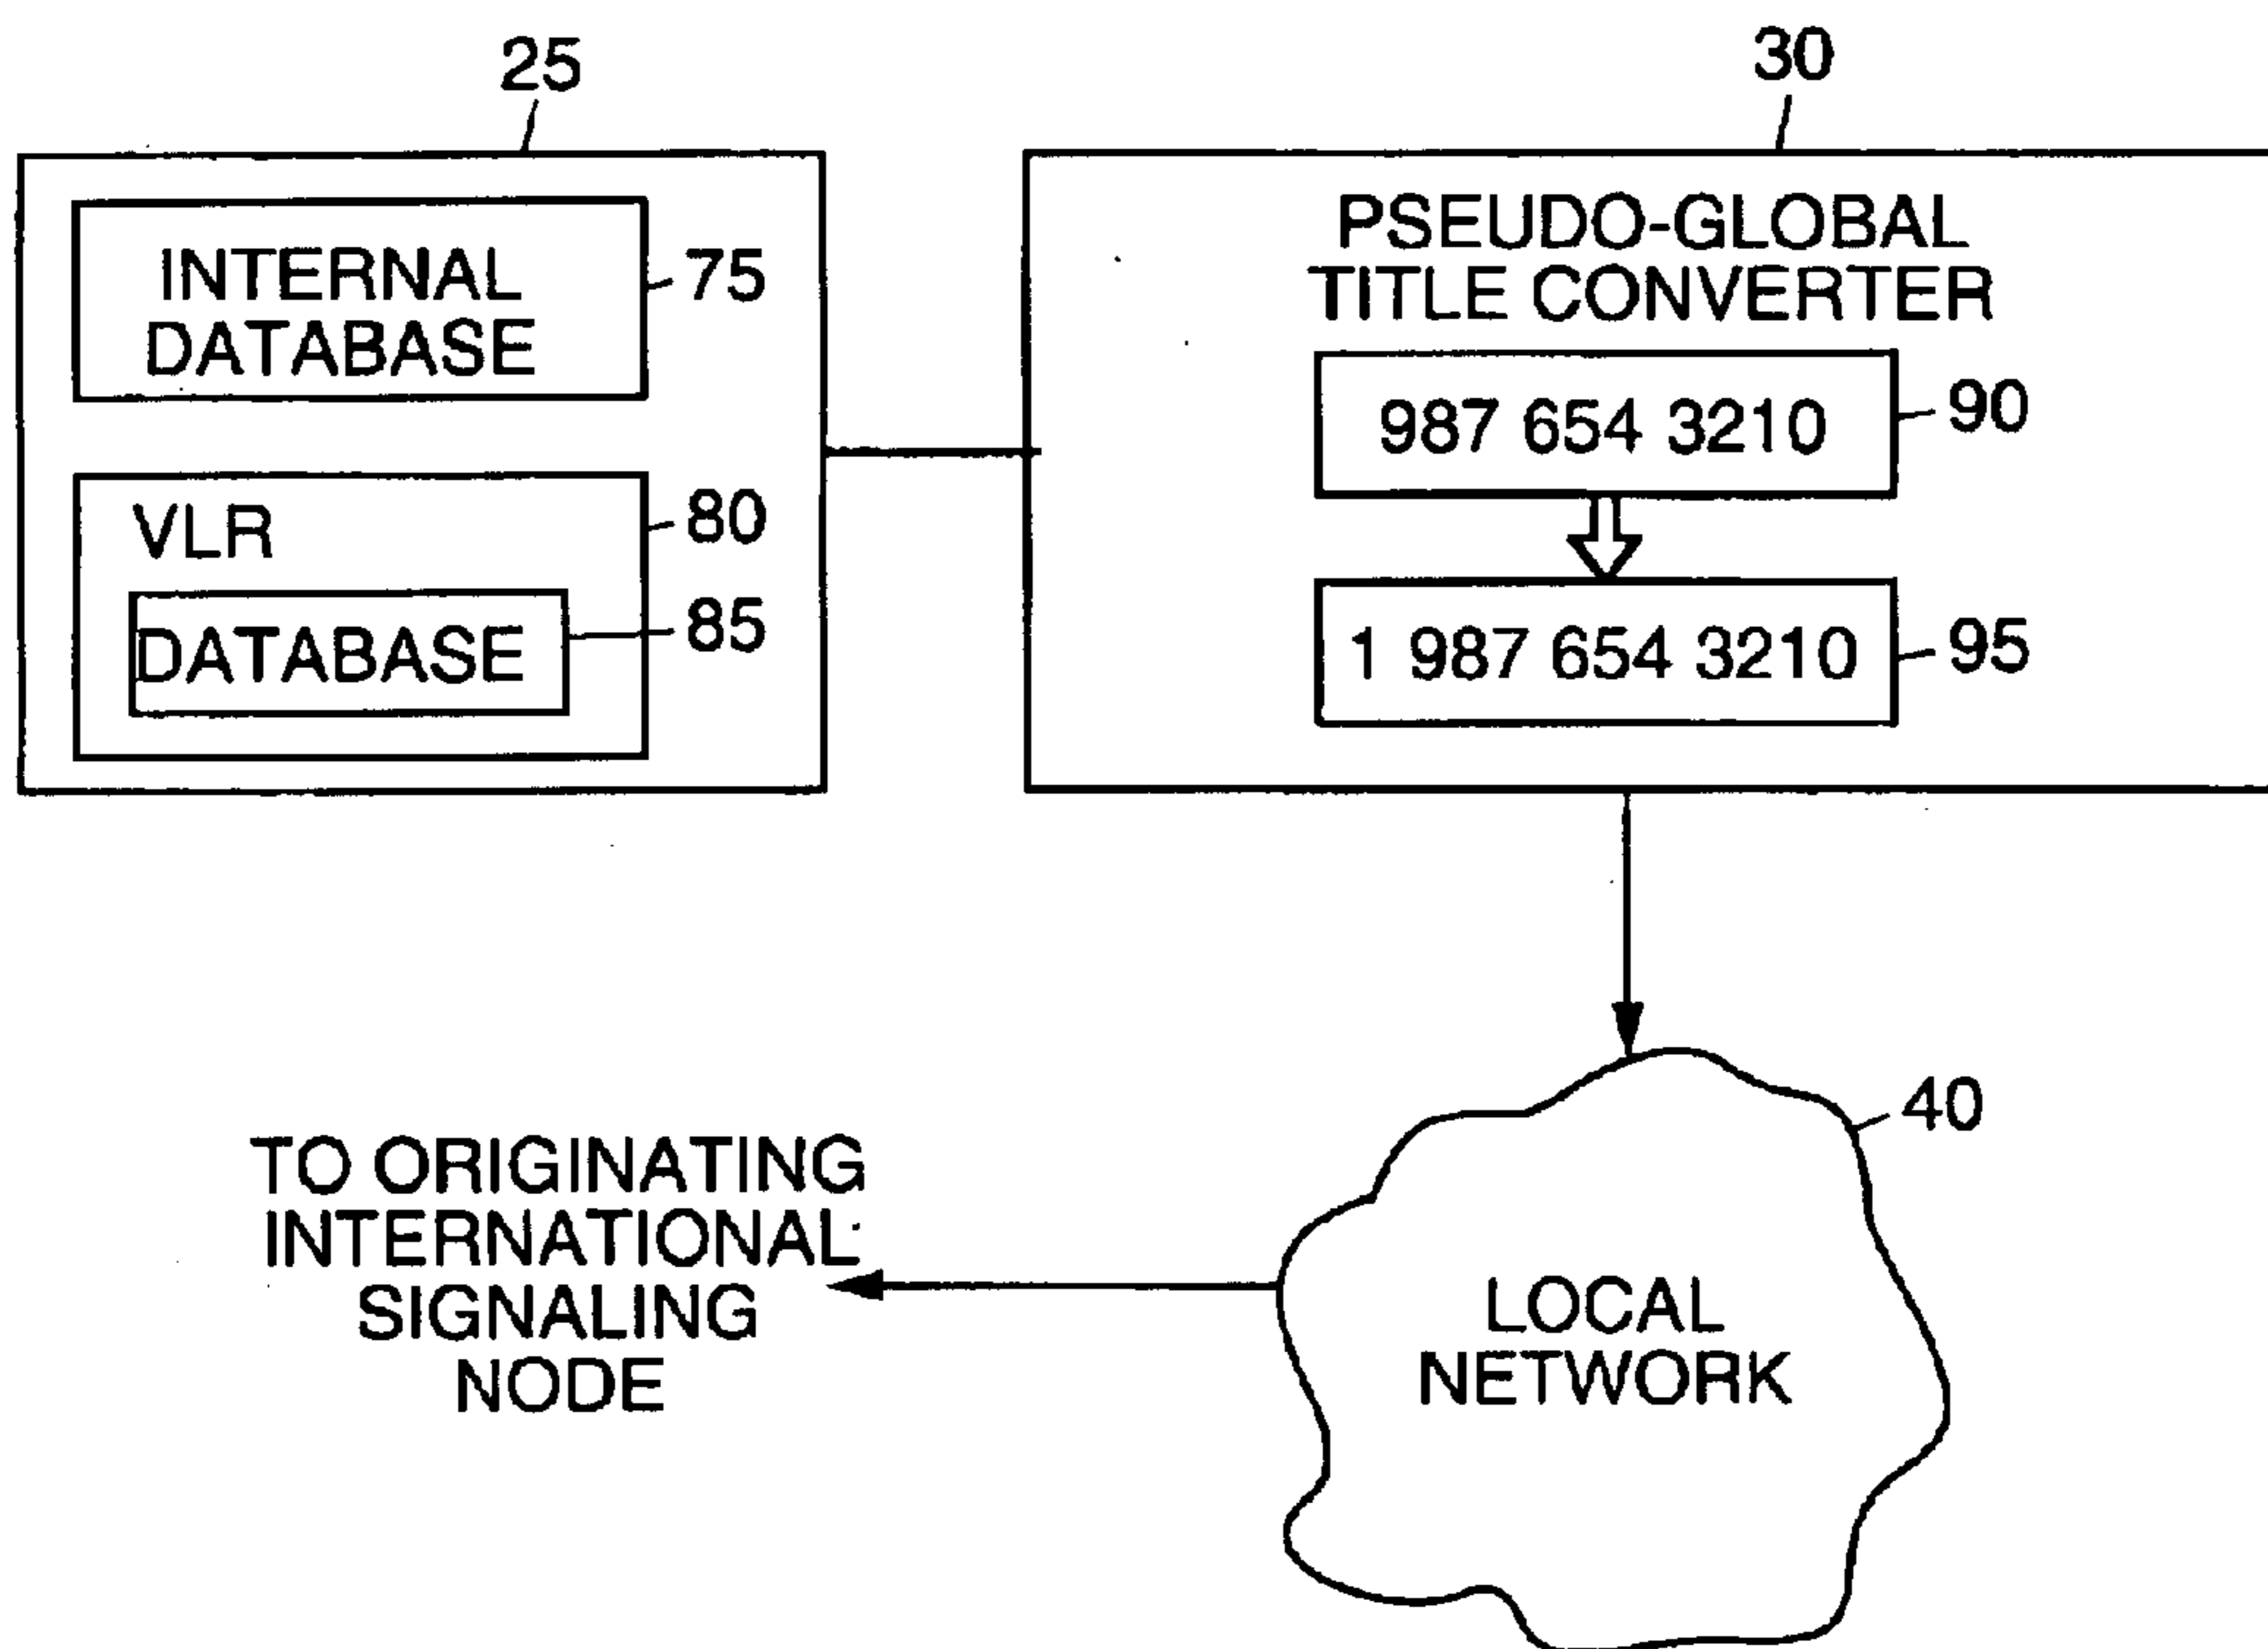 25
30
INTERNAL
DATABASE
75
VLR
80
DATABASE
85
PSEUDO-GLOBAL
TITLE CONVERTER
987 654 3210
90
1 987 654 3210
95
40
TO ORIGINATING
INTERNATIONAL
SIGNALING
NODE
LOCAL
NETWORK